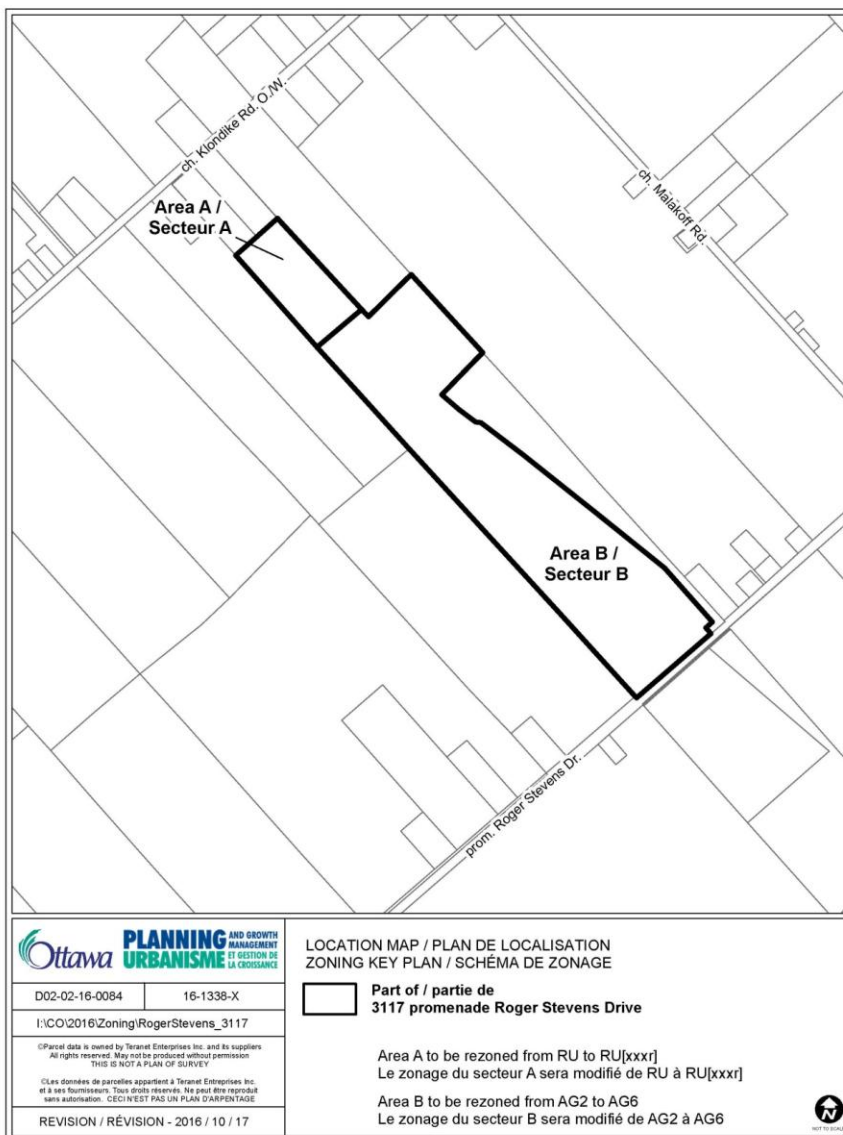 ch. Klondike Rd. O./W.
ch. Malakoff Rd.
Area A /
Secteur A
Area B /
Secteur B
prom. Roger Stevens Dr.
Ottawa
PLANNING AND GROWTH MANAGEMENT
URBANISME ET GESTION DE LA CROISSANCE
D02-02-16-0084
16-1338-X
I:\CO\2016\Zoning\RogerStevens_3117
©Parcel data is owned by Teranet Enterprises Inc. and its suppliers
All rights reserved. May not be produced without permission
THIS IS NOT A PLAN OF SURVEY
©Les données de parcelles appartient à Teranet Entreprises Inc.
et à ses fournisseurs. Tous droits réservés. Ne peut être reproduit
sans autorisation. CECI N'EST PAS UN PLAN D'ARPENTAGE
REVISION / RÉVISION - 2016 / 10 / 17
LOCATION MAP / PLAN DE LOCALISATION
ZONING KEY PLAN / SCHÉMA DE ZONAGE
Part of / partie de
3117 promenade Roger Stevens Drive
Area A to be rezoned from RU to RU[xxxr]
Le zonage du secteur A sera modifié de RU à RU[xxxr]
Area B to be rezoned from AG2 to AG6
Le zonage du secteur B sera modifié de AG2 à AG6
N
NOT TO SCALE